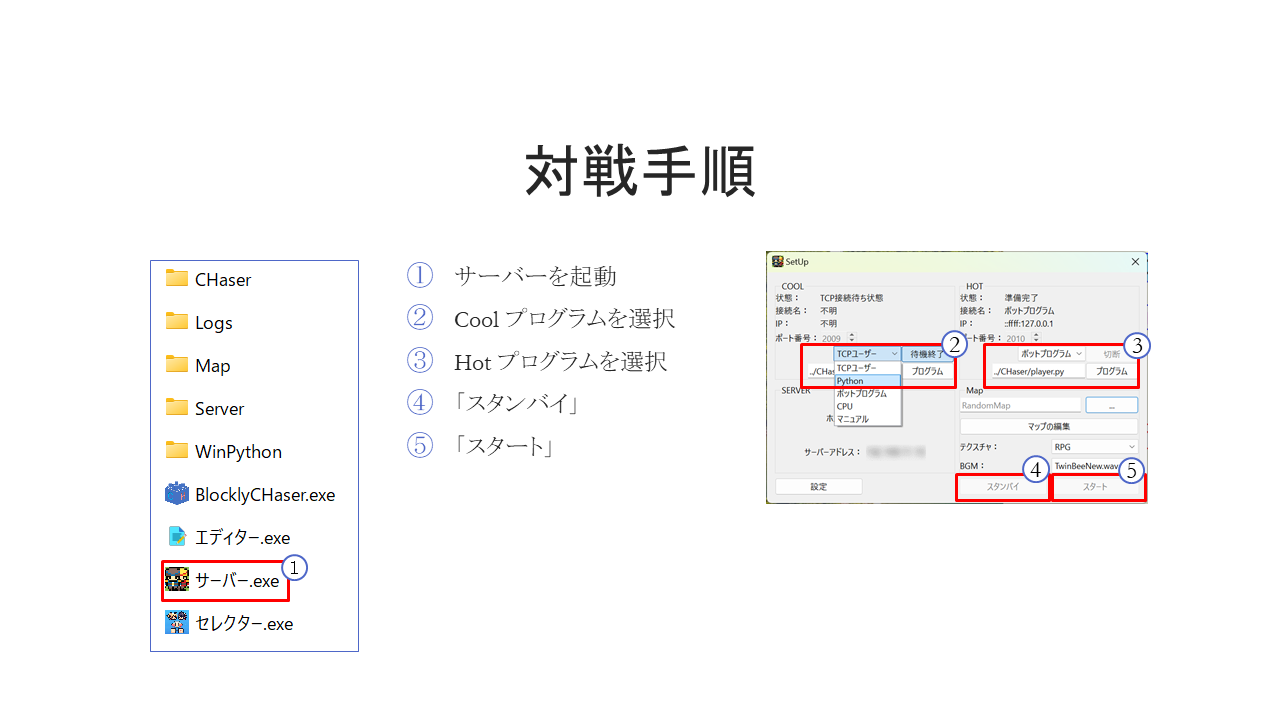 対戦手順
CHaser
Logs
Map
Server
WinPython
BlocklyCHaser.exe
エディター.exe
サーバー.exe
①
セレクター.exe
① サーバーを起動
② Cool プログラムを選択
③ Hot プログラムを選択
④ 「スタンバイ」
⑤ 「スタート」
SetUp
COOL
状態： TCP接続待ち状態
接続名： 不明
IP： 不明
ポート番号： 2009
TCPユーザー 待機終了
②
../CHas
プログラム
TCPユーザー
Python
ボットプログラム
CPU
マニュアル
SERVER
サーバーアドレス：
設定
HOT
状態： 準備完了
接続名： ボットプログラム
IP： ::ffff:127.0.0.1
ポート番号： 2010
③
ボットプログラム 切断
../CHaser/player.py プログラム
Map
RandomMap ...
マップの編集
テクスチャ： RPG
BGM： TwinBeeNew.wav
④
⑤
スタンバイ スタート